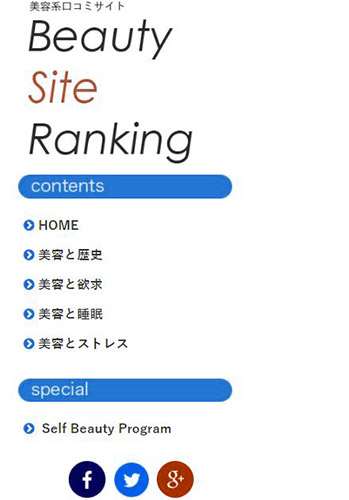 美容系口コミサイト
Beauty
Site
Ranking
contents
HOME
美容と歴史
美容と欲求
美容と睡眠
美容とストレス
special
Self Beauty Program
f
g+